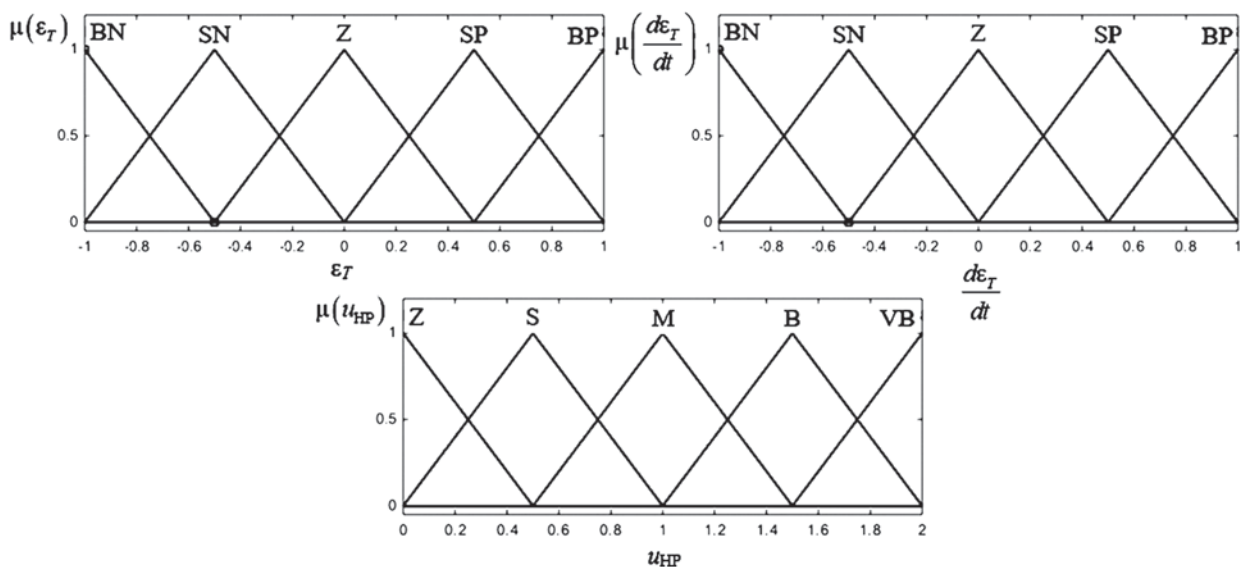 μ(ε_T) BN SN Z SP BP
1
0.5
0
-1 -0.8 -0.6 -0.4 -0.2 0 0.2 0.4 0.6 0.8 1
ε_T
μ(dε_T/dt) BN SN Z SP BP
1
0.5
0
-1 -0.8 -0.6 -0.4 -0.2 0 0.2 0.4 0.6 0.8 1
dε_T/dt
μ(u_HP) Z S M B VB
1
0.5
0
0 0.2 0.4 0.6 0.8 1 1.2 1.4 1.6 1.8 2
u_HP